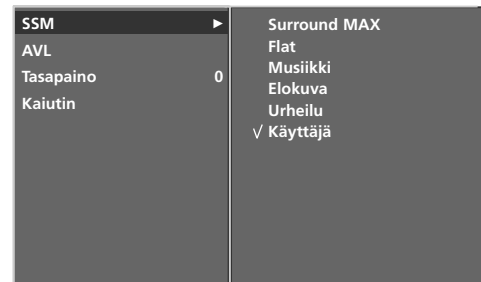 SSM ►
AVL
Tasapaino 0
Kaiutin
Surround MAX
Flat
Musiikki
Elokuva
Urheilu
√ Käyttäjä